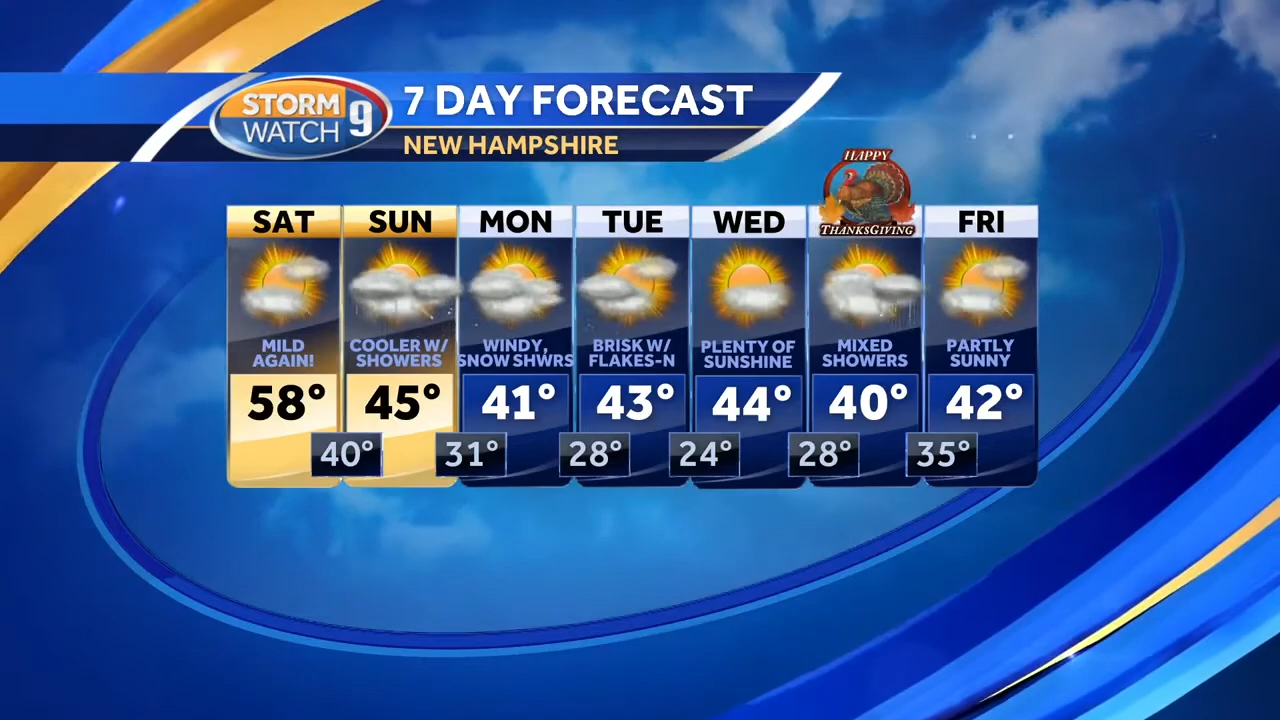 STORM
WATCH 9
7 DAY FORECAST
NEW HAMPSHIRE
HAPPY
THANKSGIVING
SAT SUN MON TUE WED FRI
MILD
AGAIN!
COOLER W/
SHOWERS
WINDY,
SNOW SHWRS
BRISK W/
FLAKES-N
PLENTY OF
SUNSHINE
MIXED
SHOWERS
PARTLY
SUNNY
58° 45° 41° 43° 44° 40° 42°
40° 31° 28° 24° 28° 35°